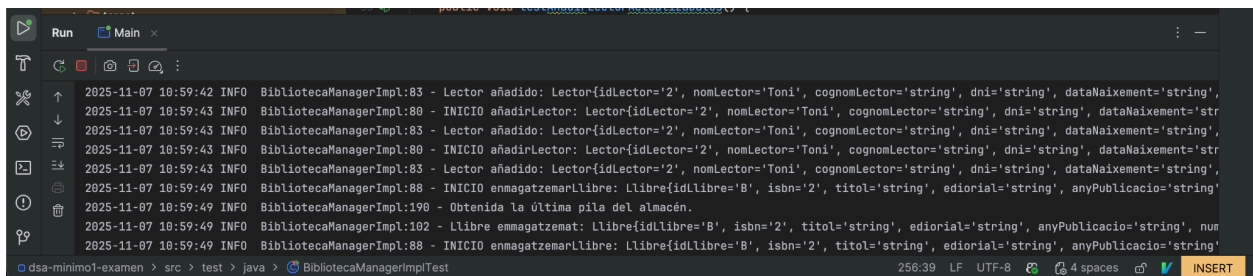 public void testAñadirLectorActualizaDatos() {
Run Main
2025-11-07 10:59:42 INFO BibliotecaManagerImpl:83 - Lector añadido: Lector{idLector='2', nomLector='Toni', cognomLector='string', dni='string', dataNaixement='string',
2025-11-07 10:59:43 INFO BibliotecaManagerImpl:80 - INICIO añadirLector: Lector{idLector='2', nomLector='Toni', cognomLector='string', dni='string', dataNaixement='str
2025-11-07 10:59:43 INFO BibliotecaManagerImpl:83 - Lector añadido: Lector{idLector='2', nomLector='Toni', cognomLector='string', dni='string', dataNaixement='string',
2025-11-07 10:59:43 INFO BibliotecaManagerImpl:80 - INICIO añadirLector: Lector{idLector='2', nomLector='Toni', cognomLector='string', dni='string', dataNaixement='str
2025-11-07 10:59:43 INFO BibliotecaManagerImpl:83 - Lector añadido: Lector{idLector='2', nomLector='Toni', cognomLector='string', dni='string', dataNaixement='string',
2025-11-07 10:59:49 INFO BibliotecaManagerImpl:88 - INICIO enmagatzemarLlibre: Llibre{idLlibre='B', isbn='2', titol='string', ediorial='string', anyPublicacio='string'
2025-11-07 10:59:49 INFO BibliotecaManagerImpl:190 - Obtenida la última pila del almacén.
2025-11-07 10:59:49 INFO BibliotecaManagerImpl:102 - Llibre emmagatzemat: Llibre{idLlibre='B', isbn='2', titol='string', ediorial='string', anyPublicacio='string', num
2025-11-07 10:59:49 INFO BibliotecaManagerImpl:88 - INICIO enmagatzemarLlibre: Llibre{idLlibre='B', isbn='2', titol='string', ediorial='string', anyPublicacio='string'
dsa-minimo1-examen > src > test > java > BibliotecaManagerImplTest 256:39 LF UTF-8 4 spaces INSERT